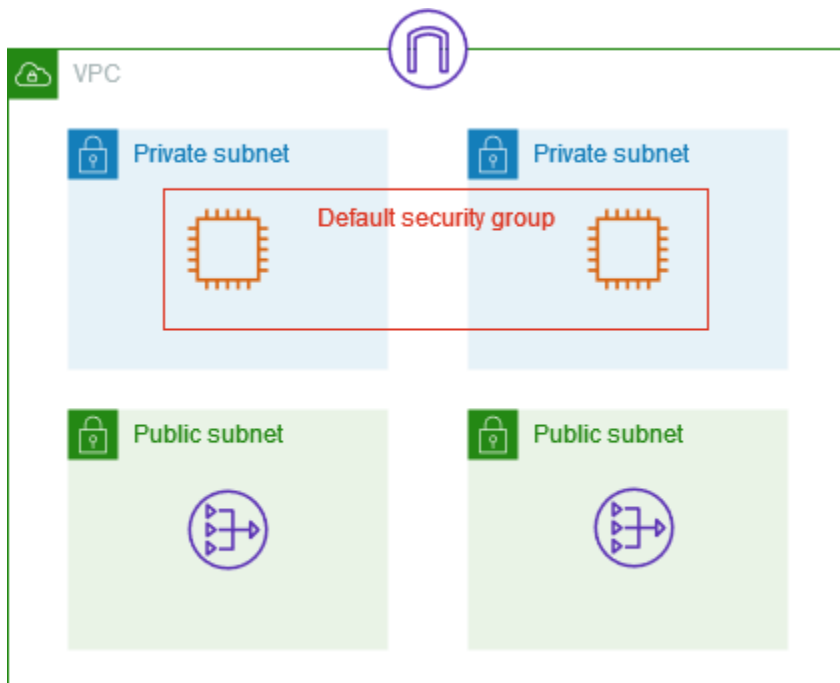 VPC
Private subnet
Private subnet
Default security group
Public subnet
Public subnet